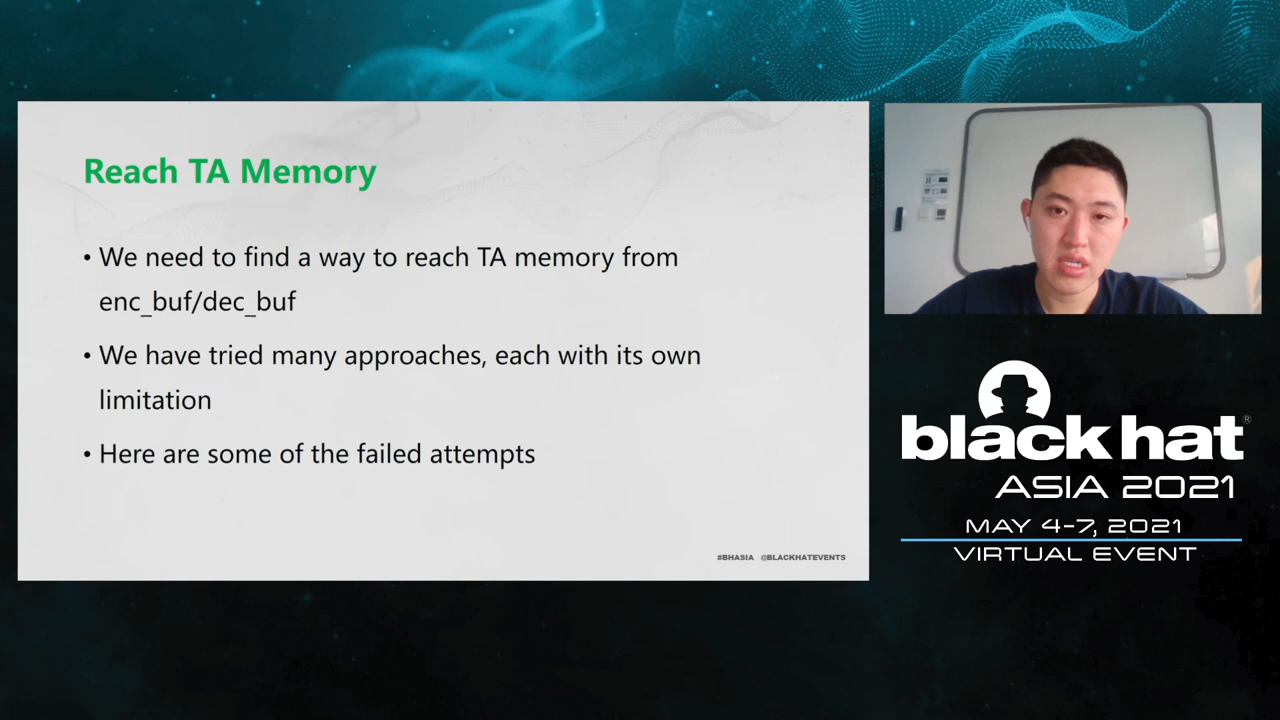 Reach TA Memory
• We need to find a way to reach TA memory from
enc_buf/dec_buf
• We have tried many approaches, each with its own
limitation
• Here are some of the failed attempts
#BHASIA @BLACKHATEVENTS
black hat®
ASIA 2021
MAY 4-7, 2021
VIRTUAL EVENT